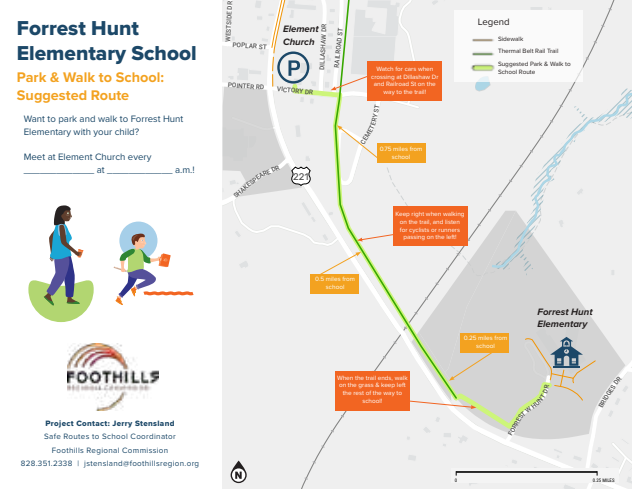 Forrest Hunt
Elementary School
Park & Walk to School:
Suggested Route
Want to park and walk to Forrest Hunt
Elementary with your child?
Meet at Element Church every
______________ at _____________ a.m.!
FOOTHILLS
REGIONAL COMMISSION
Project Contact: Jerry Stensland
Safe Routes to School Coordinator
Foothills Regional Commission
828.351.2338 | jstensland@foothillsregion.org
Legend
Sidewalk
Thermal Belt Rail Trail
Suggested Park & Walk to
School Route
WESTSIDE DR
POPLAR ST
Element
Church
P
DILLASHAW DR
RAILROAD ST
POINTER RD
VICTORY DR
Watch for cars when
crossing at Dillashaw Dr
and Railroad St on the
way to the trail!
CEMETERY ST
0.75 miles from
school
SHAKESPEARE DR
221
Keep right when walking
on the trail, and listen
for cyclists or runners
passing on the left!
0.5 miles from
school
Forrest Hunt
Elementary
0.25 miles from
school
When the trail ends, walk
on the grass & keep left
the rest of the way to
school!
FORREST W HUNT DR
BRIDGES DR
N
0
0.25 MILES